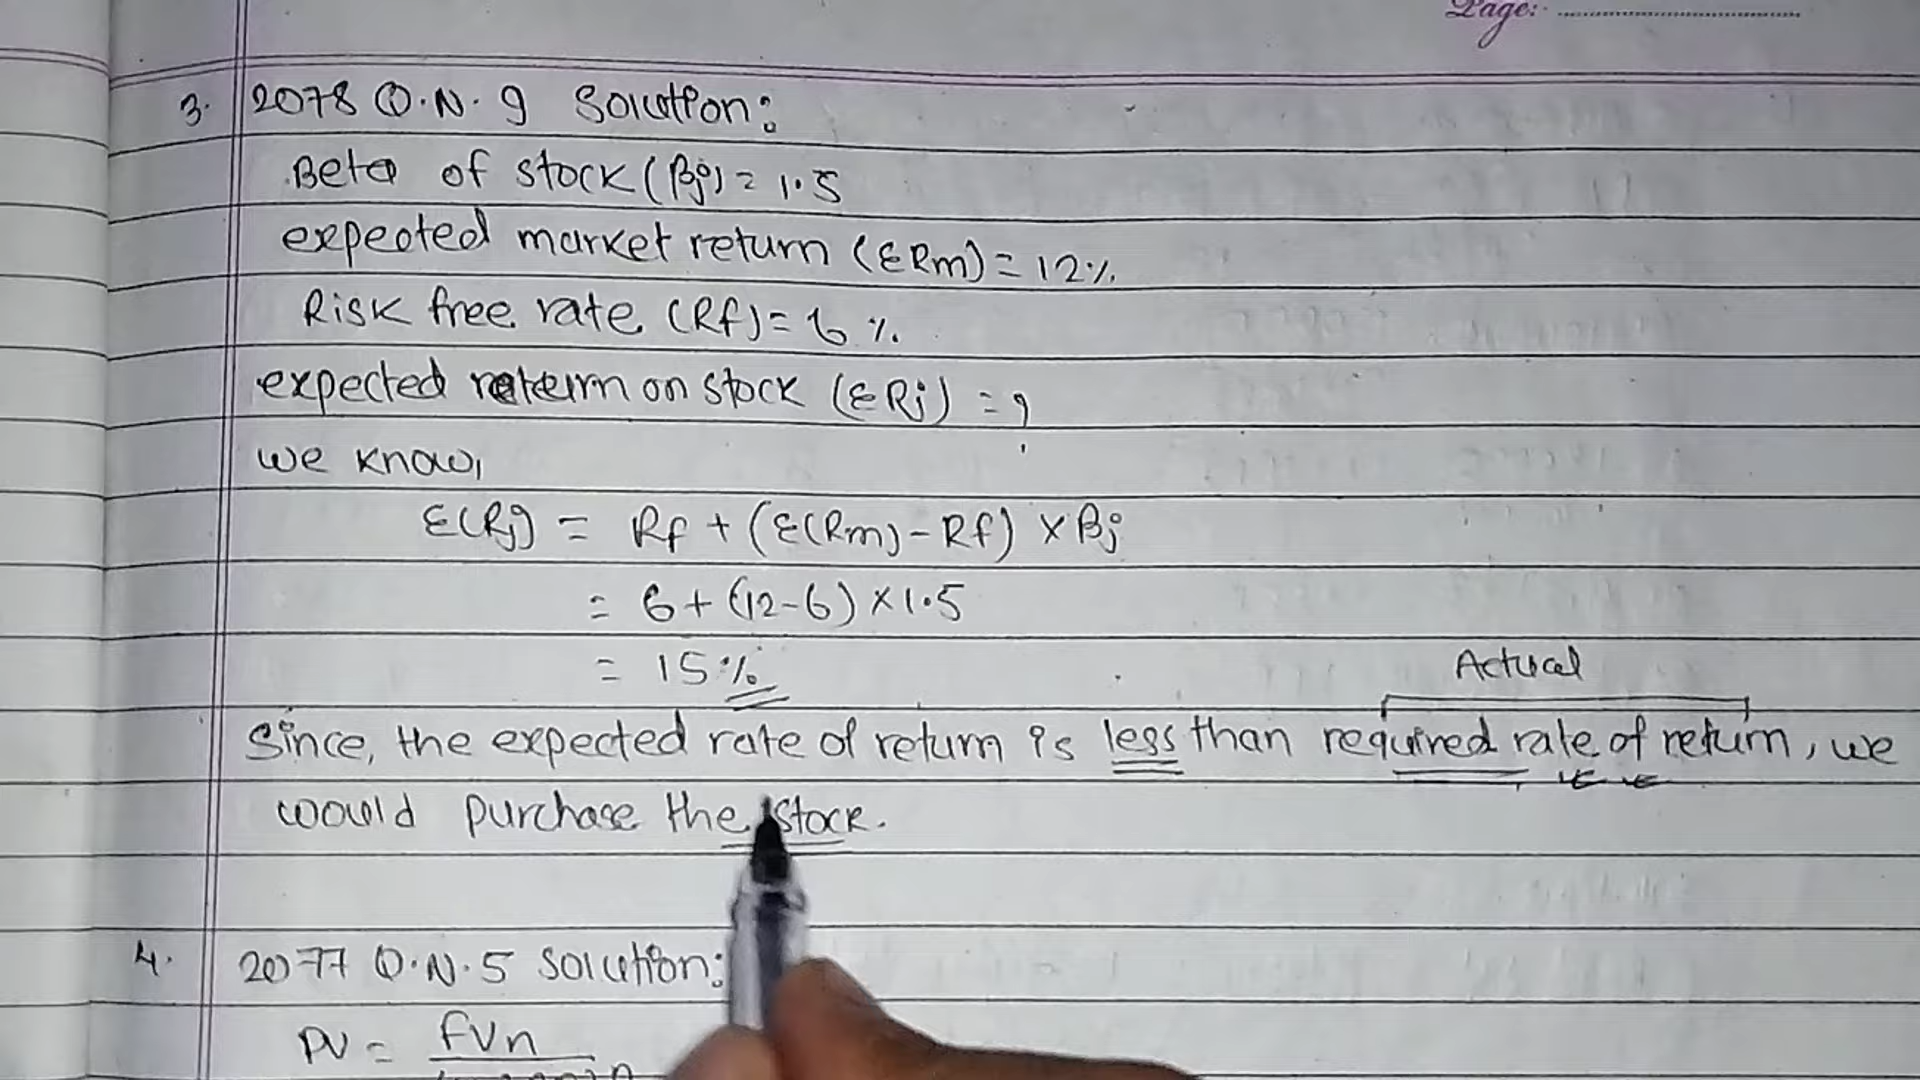 Page:
3. 2078 Q.N. 9 Solution:
Beta of stock (βj) = 1.5
expected market return (ERm) = 12%
Risk free rate (Rf) = 6%.
expected return on stock (ERj) = ?
we know,
E(Rj) = Rf + (E(Rm) - Rf) × Bj
= 6 + (12-6) × 1.5
= 15%
Actual
Since, the expected rate of return is less than required rate of return, we
would purchase the stock.
4. 2077 Q.N. 5 solution:
PV = FVn